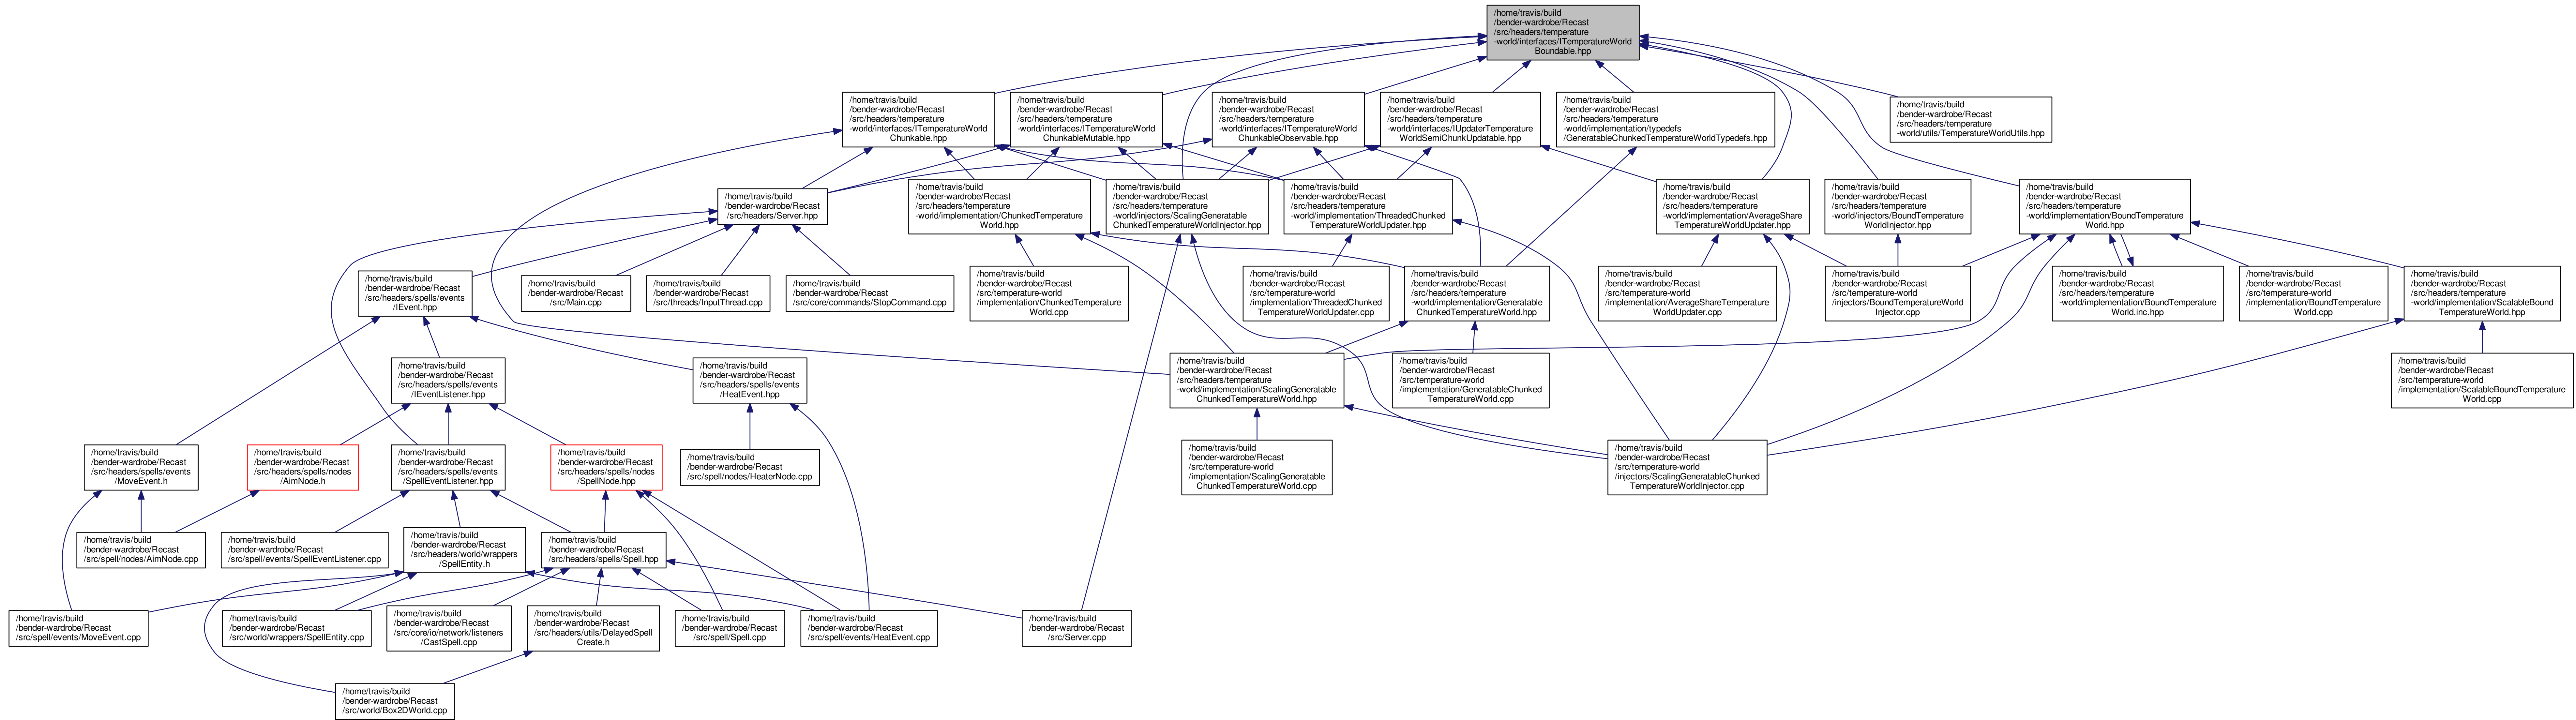 /home/travis/build
/bender-wardrobe/Recast
/src/headers/temperature
-world/interfaces/ITemperatureWorld
Boundable.hpp
/home/travis/build
/bender-wardrobe/Recast
/src/headers/temperature
-world/interfaces/ITemperatureWorld
Chunkable.hpp
/home/travis/build
/bender-wardrobe/Recast
/src/headers/temperature
-world/interfaces/ITemperatureWorld
ChunkableMutable.hpp
/home/travis/build
/bender-wardrobe/Recast
/src/headers/temperature
-world/interfaces/ITemperatureWorld
ChunkableObservable.hpp
/home/travis/build
/bender-wardrobe/Recast
/src/headers/temperature
-world/interfaces/IUpdaterTemperature
WorldSemiChunkUpdatable.hpp
/home/travis/build
/bender-wardrobe/Recast
/src/headers/temperature
-world/implementation/typedefs
/GeneratableChunkedTemperatureWorldTypedefs.hpp
/home/travis/build
/bender-wardrobe/Recast
/src/headers/temperature
-world/utils/TemperatureWorldUtils.hpp
/home/travis/build
/bender-wardrobe/Recast
/src/headers/Server.hpp
/home/travis/build
/bender-wardrobe/Recast
/src/headers/temperature
-world/implementation/ChunkedTemperature
World.hpp
/home/travis/build
/bender-wardrobe/Recast
/src/headers/temperature
-world/injectors/ScalingGeneratable
ChunkedTemperatureWorldInjector.hpp
/home/travis/build
/bender-wardrobe/Recast
/src/headers/temperature
-world/implementation/ThreadedChunked
TemperatureWorldUpdater.hpp
/home/travis/build
/bender-wardrobe/Recast
/src/headers/temperature
-world/implementation/AverageShare
TemperatureWorldUpdater.hpp
/home/travis/build
/bender-wardrobe/Recast
/src/headers/temperature
-world/injectors/BoundTemperature
WorldInjector.hpp
/home/travis/build
/bender-wardrobe/Recast
/src/headers/temperature
-world/implementation/BoundTemperature
World.hpp
/home/travis/build
/bender-wardrobe/Recast
/src/headers/spells/events
/IEvent.hpp
/home/travis/build
/bender-wardrobe/Recast
/src/Main.cpp
/home/travis/build
/bender-wardrobe/Recast
/src/threads/InputThread.cpp
/home/travis/build
/bender-wardrobe/Recast
/src/core/commands/StopCommand.cpp
/home/travis/build
/bender-wardrobe/Recast
/src/temperature-world
/implementation/ChunkedTemperature
World.cpp
/home/travis/build
/bender-wardrobe/Recast
/src/temperature-world
/implementation/ThreadedChunked
TemperatureWorldUpdater.cpp
/home/travis/build
/bender-wardrobe/Recast
/src/headers/temperature
-world/implementation/Generatable
ChunkedTemperatureWorld.hpp
/home/travis/build
/bender-wardrobe/Recast
/src/temperature-world
/implementation/AverageShareTemperature
WorldUpdater.cpp
/home/travis/build
/bender-wardrobe/Recast
/src/temperature-world
/injectors/BoundTemperatureWorld
Injector.cpp
/home/travis/build
/bender-wardrobe/Recast
/src/headers/temperature
-world/implementation/BoundTemperature
World.inc.hpp
/home/travis/build
/bender-wardrobe/Recast
/src/temperature-world
/implementation/BoundTemperature
World.cpp
/home/travis/build
/bender-wardrobe/Recast
/src/headers/temperature
-world/implementation/ScalableBound
TemperatureWorld.hpp
/home/travis/build
/bender-wardrobe/Recast
/src/headers/spells/events
/IEventListener.hpp
/home/travis/build
/bender-wardrobe/Recast
/src/headers/spells/events
/HeatEvent.hpp
/home/travis/build
/bender-wardrobe/Recast
/src/headers/temperature
-world/implementation/ScalingGeneratable
ChunkedTemperatureWorld.hpp
/home/travis/build
/bender-wardrobe/Recast
/src/temperature-world
/implementation/GeneratableChunked
TemperatureWorld.cpp
/home/travis/build
/bender-wardrobe/Recast
/src/temperature-world
/implementation/ScalableBoundTemperature
World.cpp
/home/travis/build
/bender-wardrobe/Recast
/src/headers/spells/events
/MoveEvent.h
/home/travis/build
/bender-wardrobe/Recast
/src/headers/spells/nodes
/AimNode.h
/home/travis/build
/bender-wardrobe/Recast
/src/headers/spells/events
/SpellEventListener.hpp
/home/travis/build
/bender-wardrobe/Recast
/src/headers/spells/nodes
/SpellNode.hpp
/home/travis/build
/bender-wardrobe/Recast
/src/spell/nodes/HeaterNode.cpp
/home/travis/build
/bender-wardrobe/Recast
/src/temperature-world
/implementation/ScalingGeneratable
ChunkedTemperatureWorld.cpp
/home/travis/build
/bender-wardrobe/Recast
/src/temperature-world
/injectors/ScalingGeneratableChunked
TemperatureWorldInjector.cpp
/home/travis/build
/bender-wardrobe/Recast
/src/spell/nodes/AimNode.cpp
/home/travis/build
/bender-wardrobe/Recast
/src/spell/events/SpellEventListener.cpp
/home/travis/build
/bender-wardrobe/Recast
/src/headers/world/wrappers
/SpellEntity.h
/home/travis/build
/bender-wardrobe/Recast
/src/headers/spells/Spell.hpp
/home/travis/build
/bender-wardrobe/Recast
/src/spell/events/MoveEvent.cpp
/home/travis/build
/bender-wardrobe/Recast
/src/world/wrappers/SpellEntity.cpp
/home/travis/build
/bender-wardrobe/Recast
/src/core/io/network/listeners
/CastSpell.cpp
/home/travis/build
/bender-wardrobe/Recast
/src/headers/utils/DelayedSpell
Create.h
/home/travis/build
/bender-wardrobe/Recast
/src/spell/Spell.cpp
/home/travis/build
/bender-wardrobe/Recast
/src/spell/events/HeatEvent.cpp
/home/travis/build
/bender-wardrobe/Recast
/src/Server.cpp
/home/travis/build
/bender-wardrobe/Recast
/src/world/Box2DWorld.cpp